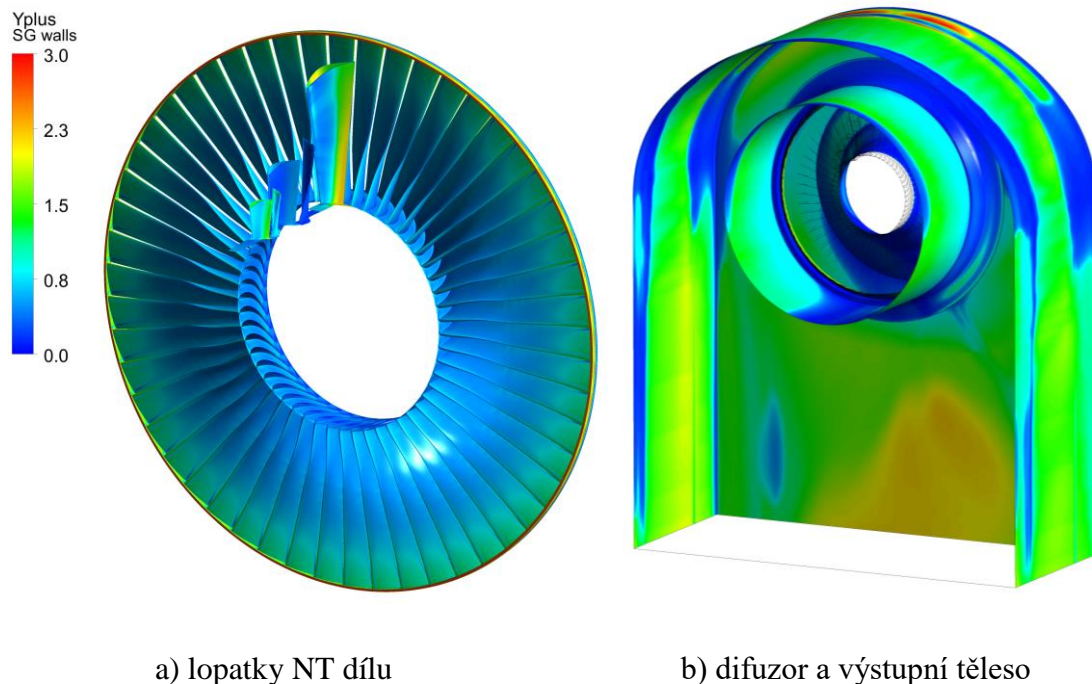 Yplus
SG walls
3.0
2.3
1.5
0.8
0.0
a) lopatky NT dílu
b) difuzor a výstupní těleso